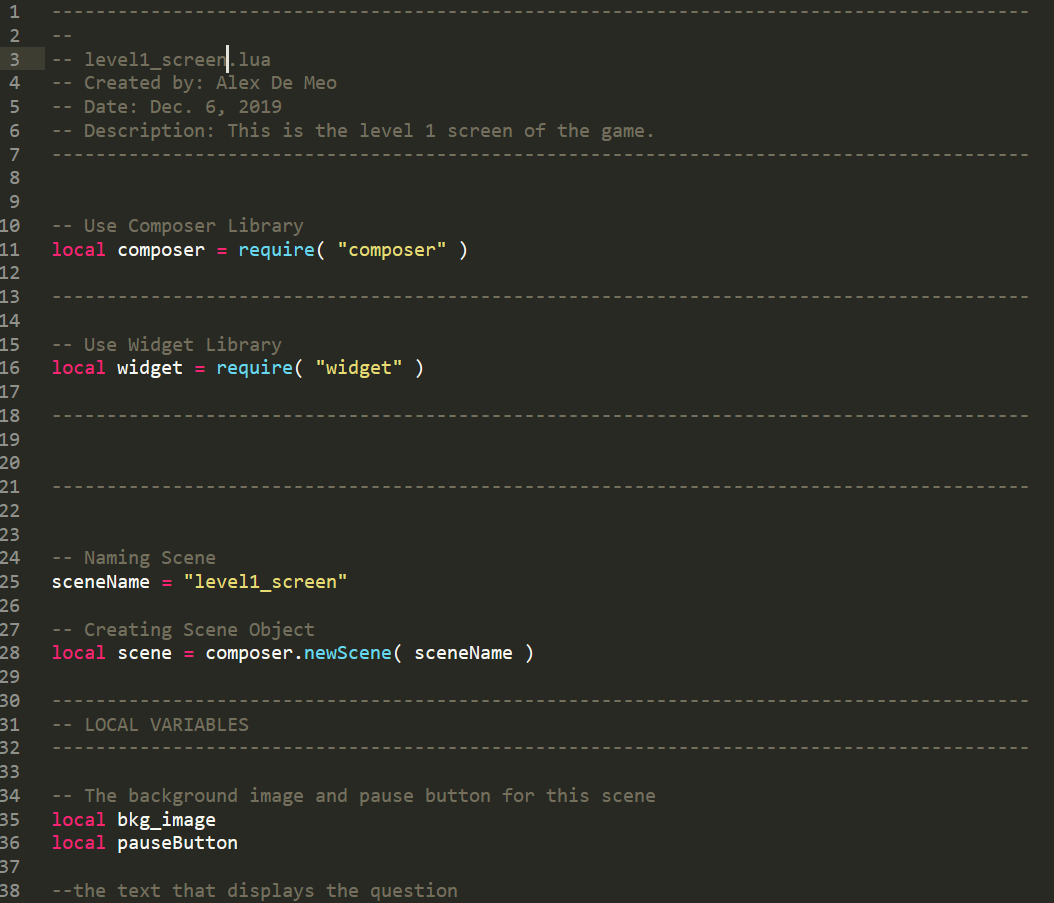 1 -----------------------------------------------------------------------------------------
2 --
3 -- level1_screen.lua
4 -- Created by: Alex De Meo
5 -- Date: Dec. 6, 2019
6 -- Description: This is the level 1 screen of the game.
7 -----------------------------------------------------------------------------------------
8
9
10 -- Use Composer Library
11 local composer = require( "composer" )
12
13 -----------------------------------------------------------------------------------------
14
15 -- Use Widget Library
16 local widget = require( "widget" )
17
18 -----------------------------------------------------------------------------------------
19
20
21 -----------------------------------------------------------------------------------------
22
23
24 -- Naming Scene
25 sceneName = "level1_screen"
26
27 -- Creating Scene Object
28 local scene = composer.newScene( sceneName )
29
30 -----------------------------------------------------------------------------------------
31 -- LOCAL VARIABLES
32 -----------------------------------------------------------------------------------------
33
34 -- The background image and pause button for this scene
35 local bkg_image
36 local pauseButton
37
38 --the text that displays the question